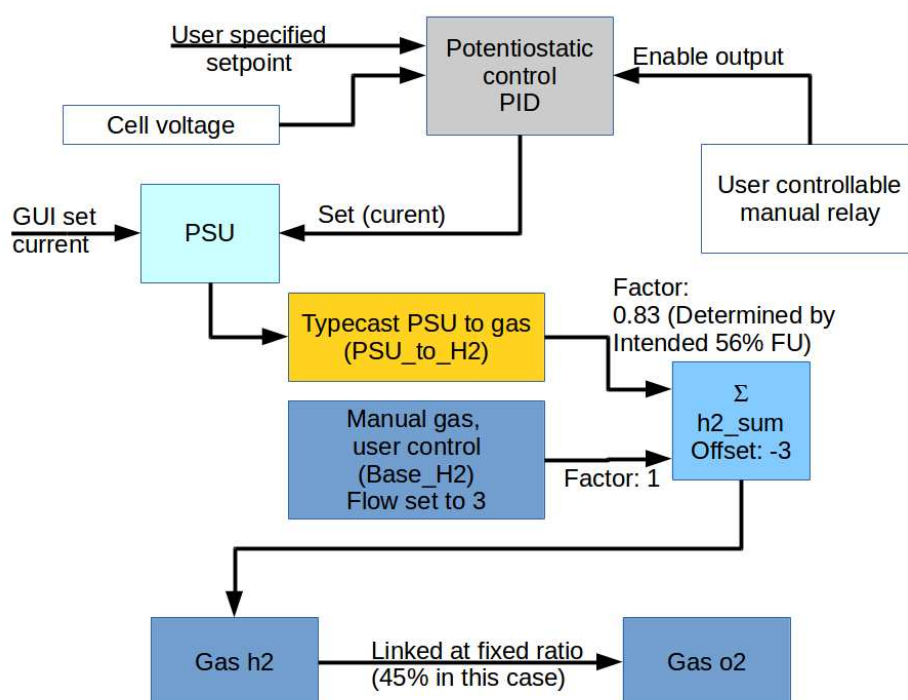 User specified
setpoint
Potentiostatic
control
PID
Enable output
Cell voltage
User controllable
manual relay
GUI set
current
PSU
Set (curent)
Factor:
0.83 (Determined by
Intended 56% FU)
Typecast PSU to gas
(PSU_to_H2)
Σ
h2_sum
Offset: -3
Manual gas,
user control
(Base_H2)
Flow set to 3
Factor: 1
Gas h2
Linked at fixed ratio
(45% in this case)
Gas o2